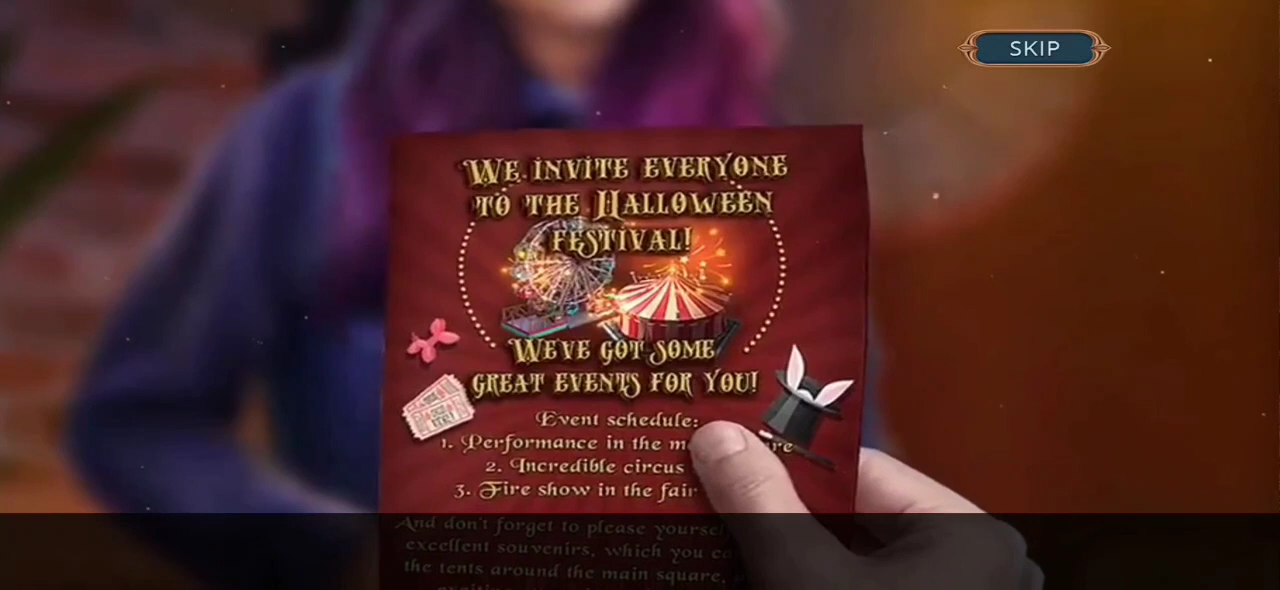 SKIP
WE INVITE EVERYONE
TO THE HALLOWEEN
FESTIVAL!
WE'VE GOT SOME
GREAT EVENTS FOR YOU!
Event schedule:
1. Performance in the
2. Incredible circus
3. Fire show in the fair
And don't forget to please
excellent souvenirs, which you
the tents around the main square,